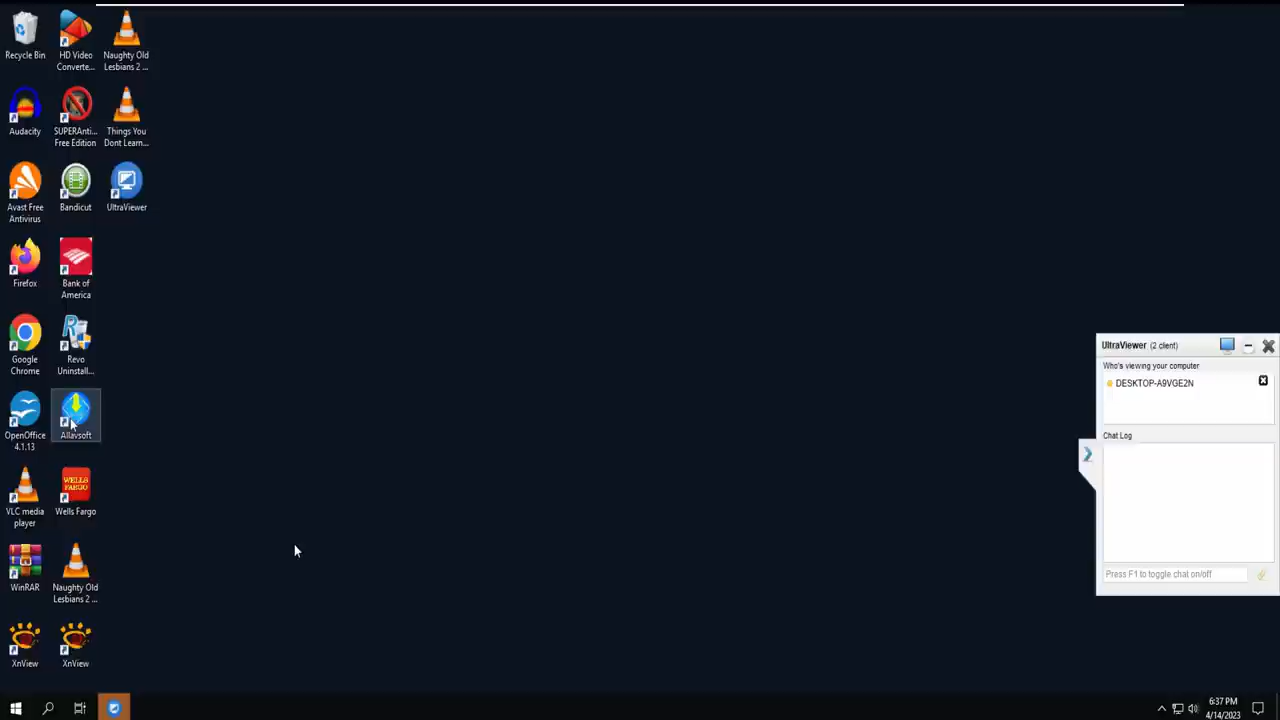 Recycle Bin
HD Video
Converte...
Naughty Old
Lesbians 2 ...
Audacity
SUPERAnti...
Free Edition
Things You
Dont Learn...
Avast Free
Antivirus
Bandicut
UltraViewer
Firefox
Bank of
America
Google
Chrome
Revo
Uninstall...
OpenOffice
4.1.13
Allavsoft
VLC media
player
WELLS
FARGO
Wells Fargo
WinRAR
Naughty Old
Lesbians 2 ...
XnView
XnView
UltraViewer (2 client)
Who's viewing your computer
DESKTOP-A9VGE2N
Chat Log
Press F1 to toggle chat on/off
6:37 PM
4/14/2023